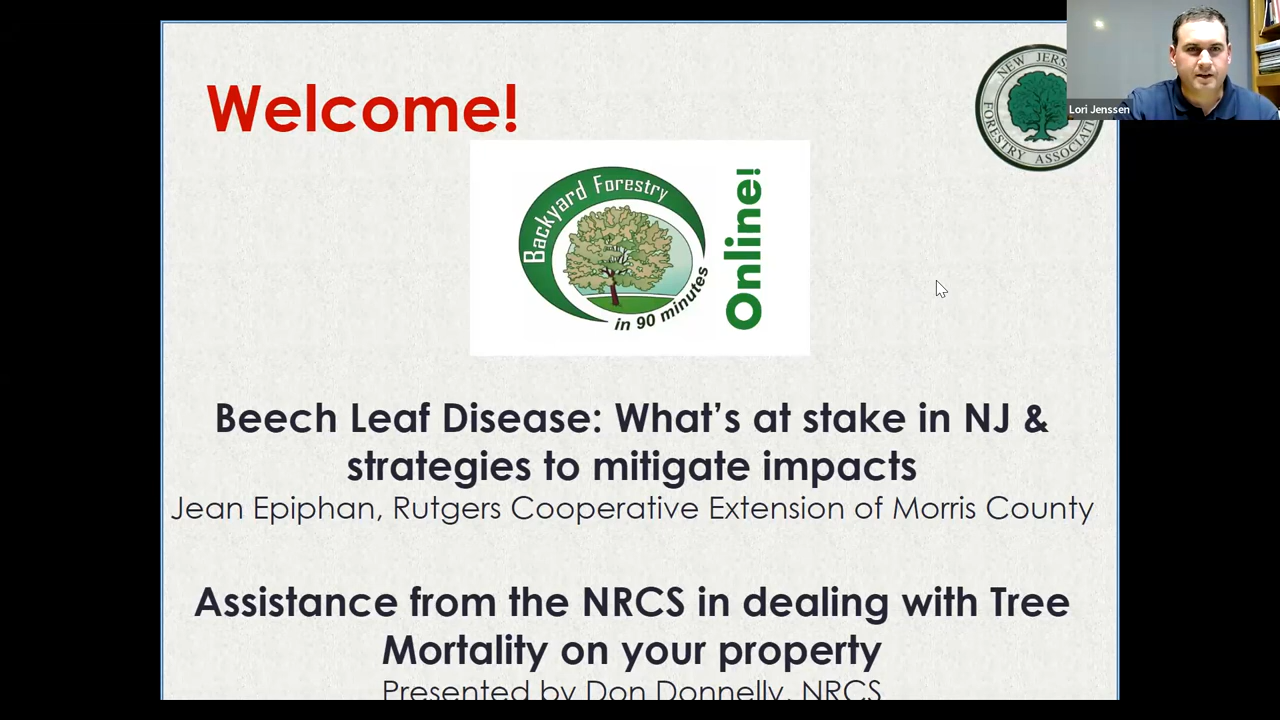 Welcome!
NEW JERS
FORESTRY ASSOCIAT
Lori Jenssen
Backyard Forestry
in 90 minutes
Online!
Beech Leaf Disease: What's at stake in NJ &
strategies to mitigate impacts
Jean Epiphan, Rutgers Cooperative Extension of Morris County
Assistance from the NRCS in dealing with Tree
Mortality on your property
Presented by Don Donnelly, NRCS